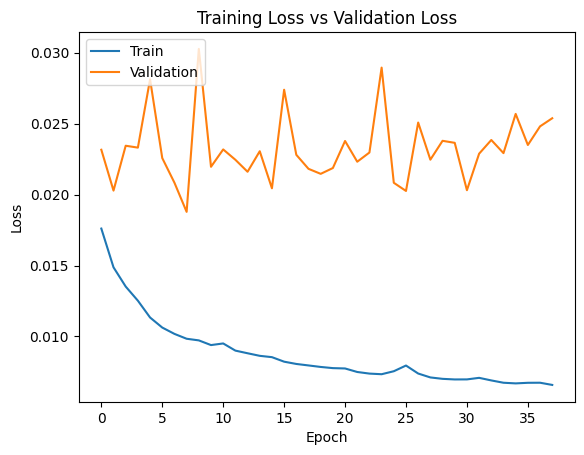 Training Loss vs Validation Loss
Train
Validation
0.030
0.025
0.020
0.015
0.010
Loss
0 5 10 15 20 25 30 35
Epoch